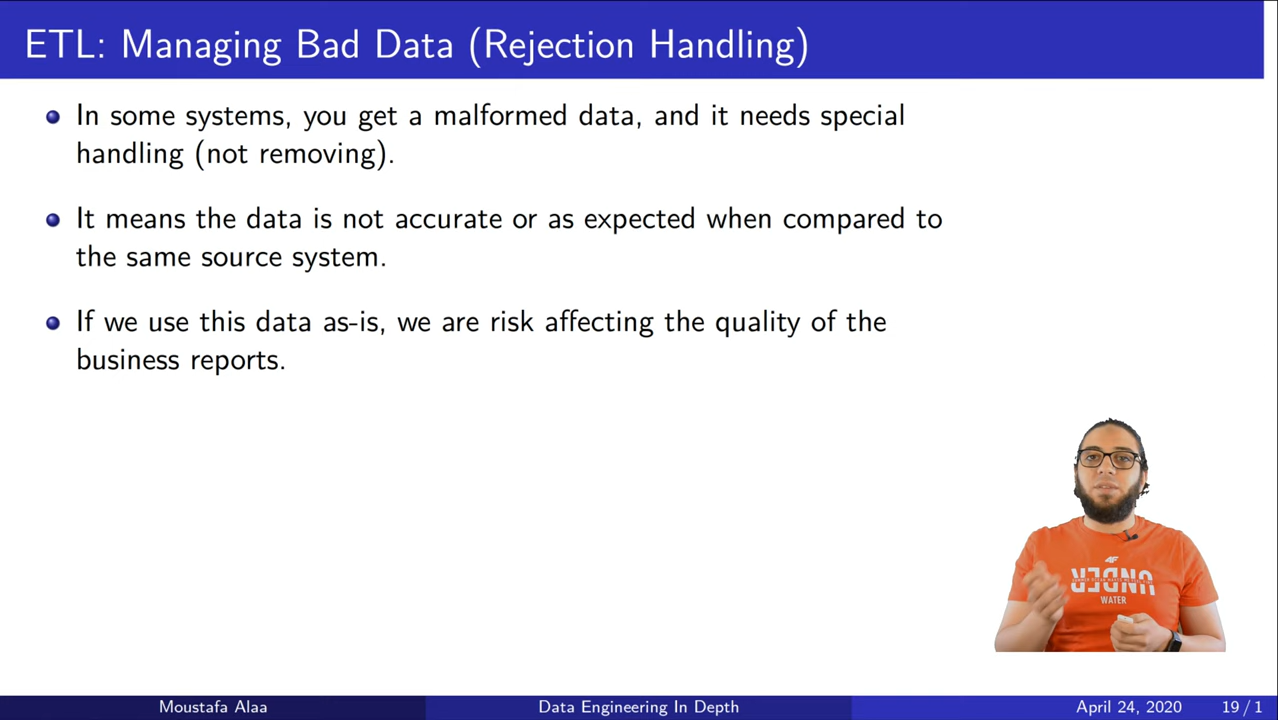 ETL: Managing Bad Data (Rejection Handling)
In some systems, you get a malformed data, and it needs special
handling (not removing).
It means the data is not accurate or as expected when compared to
the same source system.
If we use this data as-is, we are risk affecting the quality of the
business reports.
UNDER
WATER
Moustafa Alaa Data Engineering In Depth April 24, 2020 19 / 1